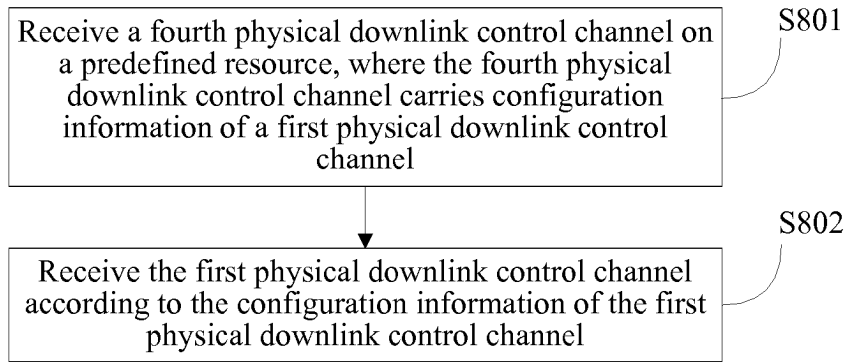 Receive a fourth physical downlink control channel on
a predefined resource, where the fourth physical
downlink control channel carries configuration
information of a first physical downlink control
channel
S801
Receive the first physical downlink control channel
according to the configuration information of the first
physical downlink control channel
S802